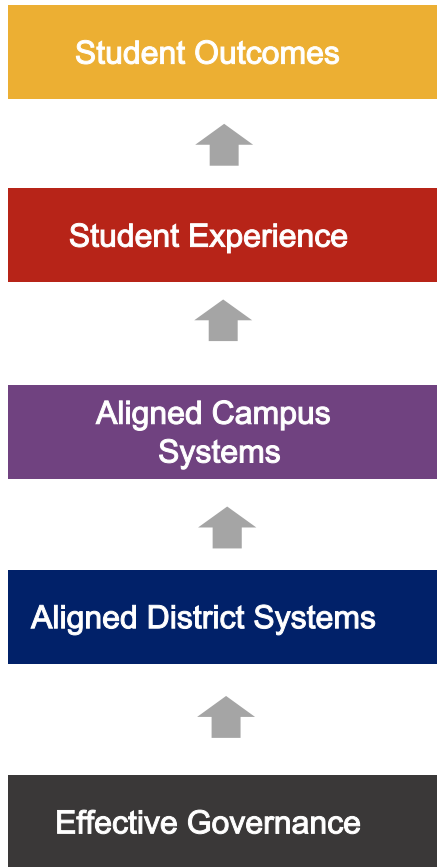 Student Outcomes
Student Experience
Aligned Campus
Systems
Aligned District Systems
Effective Governance